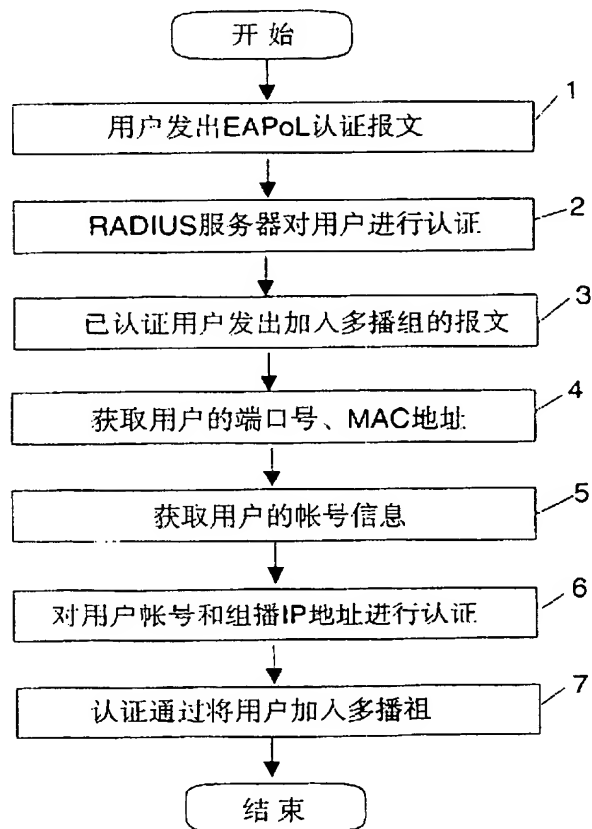 开始
1
用户发出EAPoL认证报文
2
RADIUS服务器对用户进行认证
3
已认证用户发出加入多播组的报文
4
获取用户的端口号、MAC地址
5
获取用户的帐号信息
6
对用户帐号和组播IP地址进行认证
7
认证通过将用户加入多播祖
结束